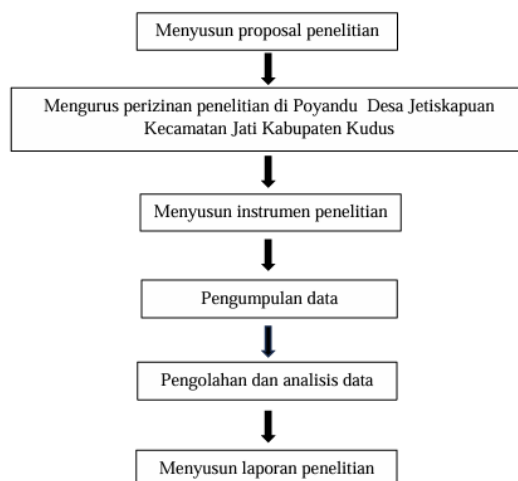 Menyusun proposal penelitian
Mengurus perizinan penelitian di Poyandu Desa Jetiskapuan
Kecamatan Jati Kabupaten Kudus
Menyusun instrumen penelitian
Pengumpulan data
Pengolahan dan analisis data
Menyusun laporan penelitian